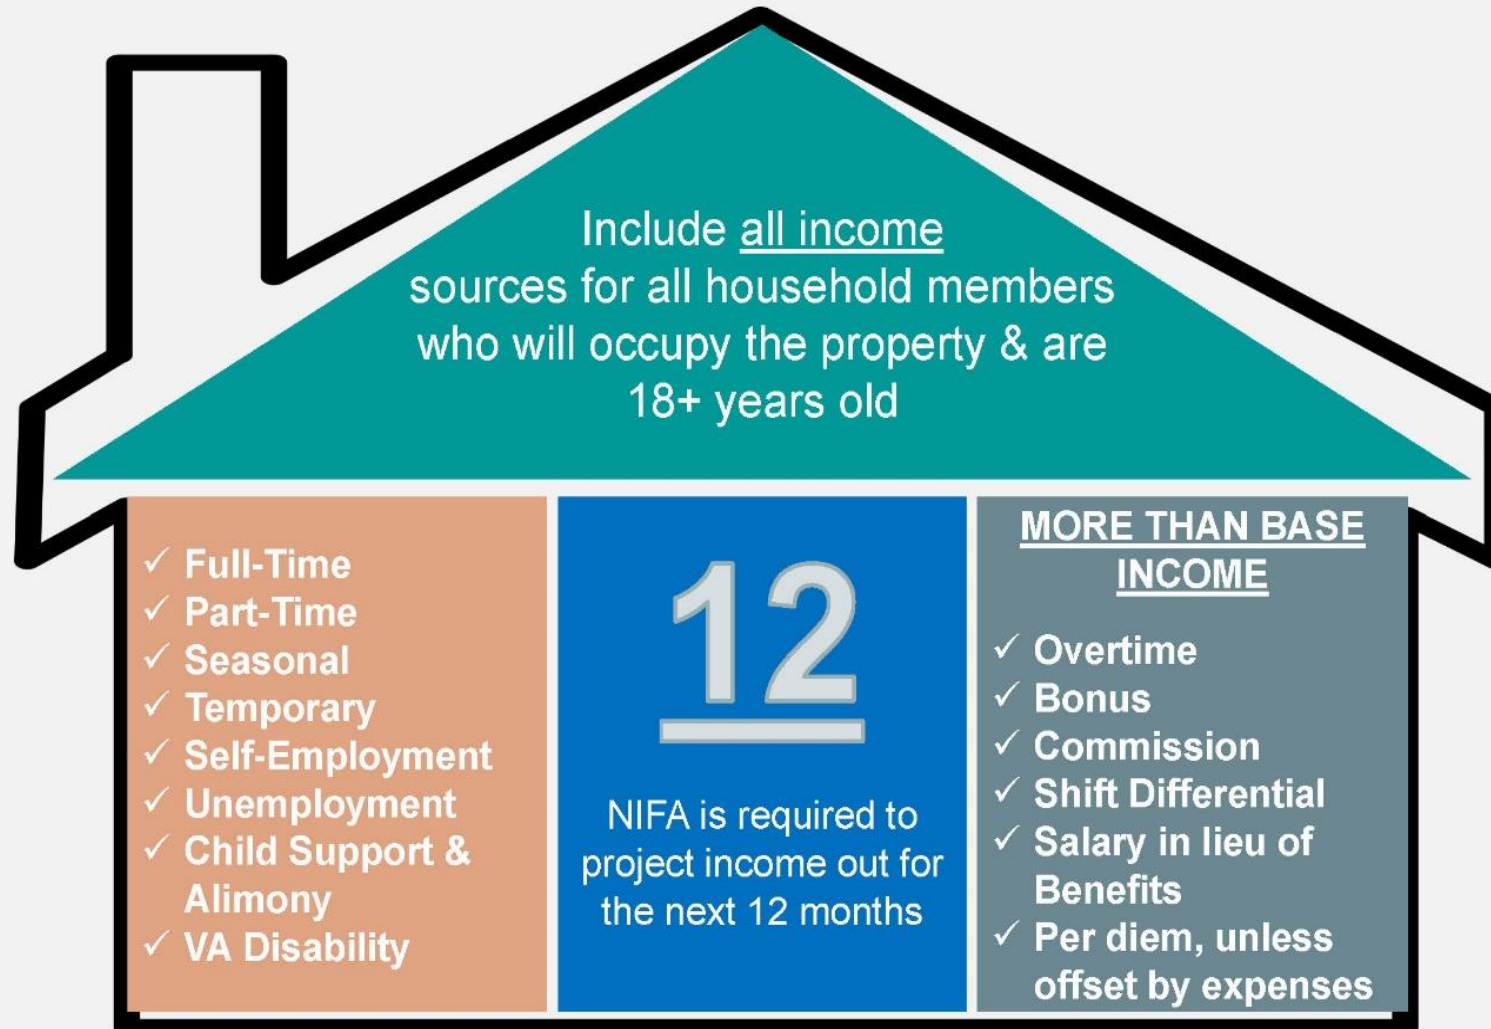 Include all income
sources for all household members
who will occupy the property & are
18+ years old
✓ Full-Time
✓ Part-Time
✓ Seasonal
✓ Temporary
✓ Self-Employment
✓ Unemployment
✓ Child Support &
Alimony
✓ VA Disability
12
NIFA is required to
project income out for
the next 12 months
MORE THAN BASE
INCOME
✓ Overtime
✓ Bonus
✓ Commission
✓ Shift Differential
✓ Salary in lieu of
Benefits
✓ Per diem, unless
offset by expenses